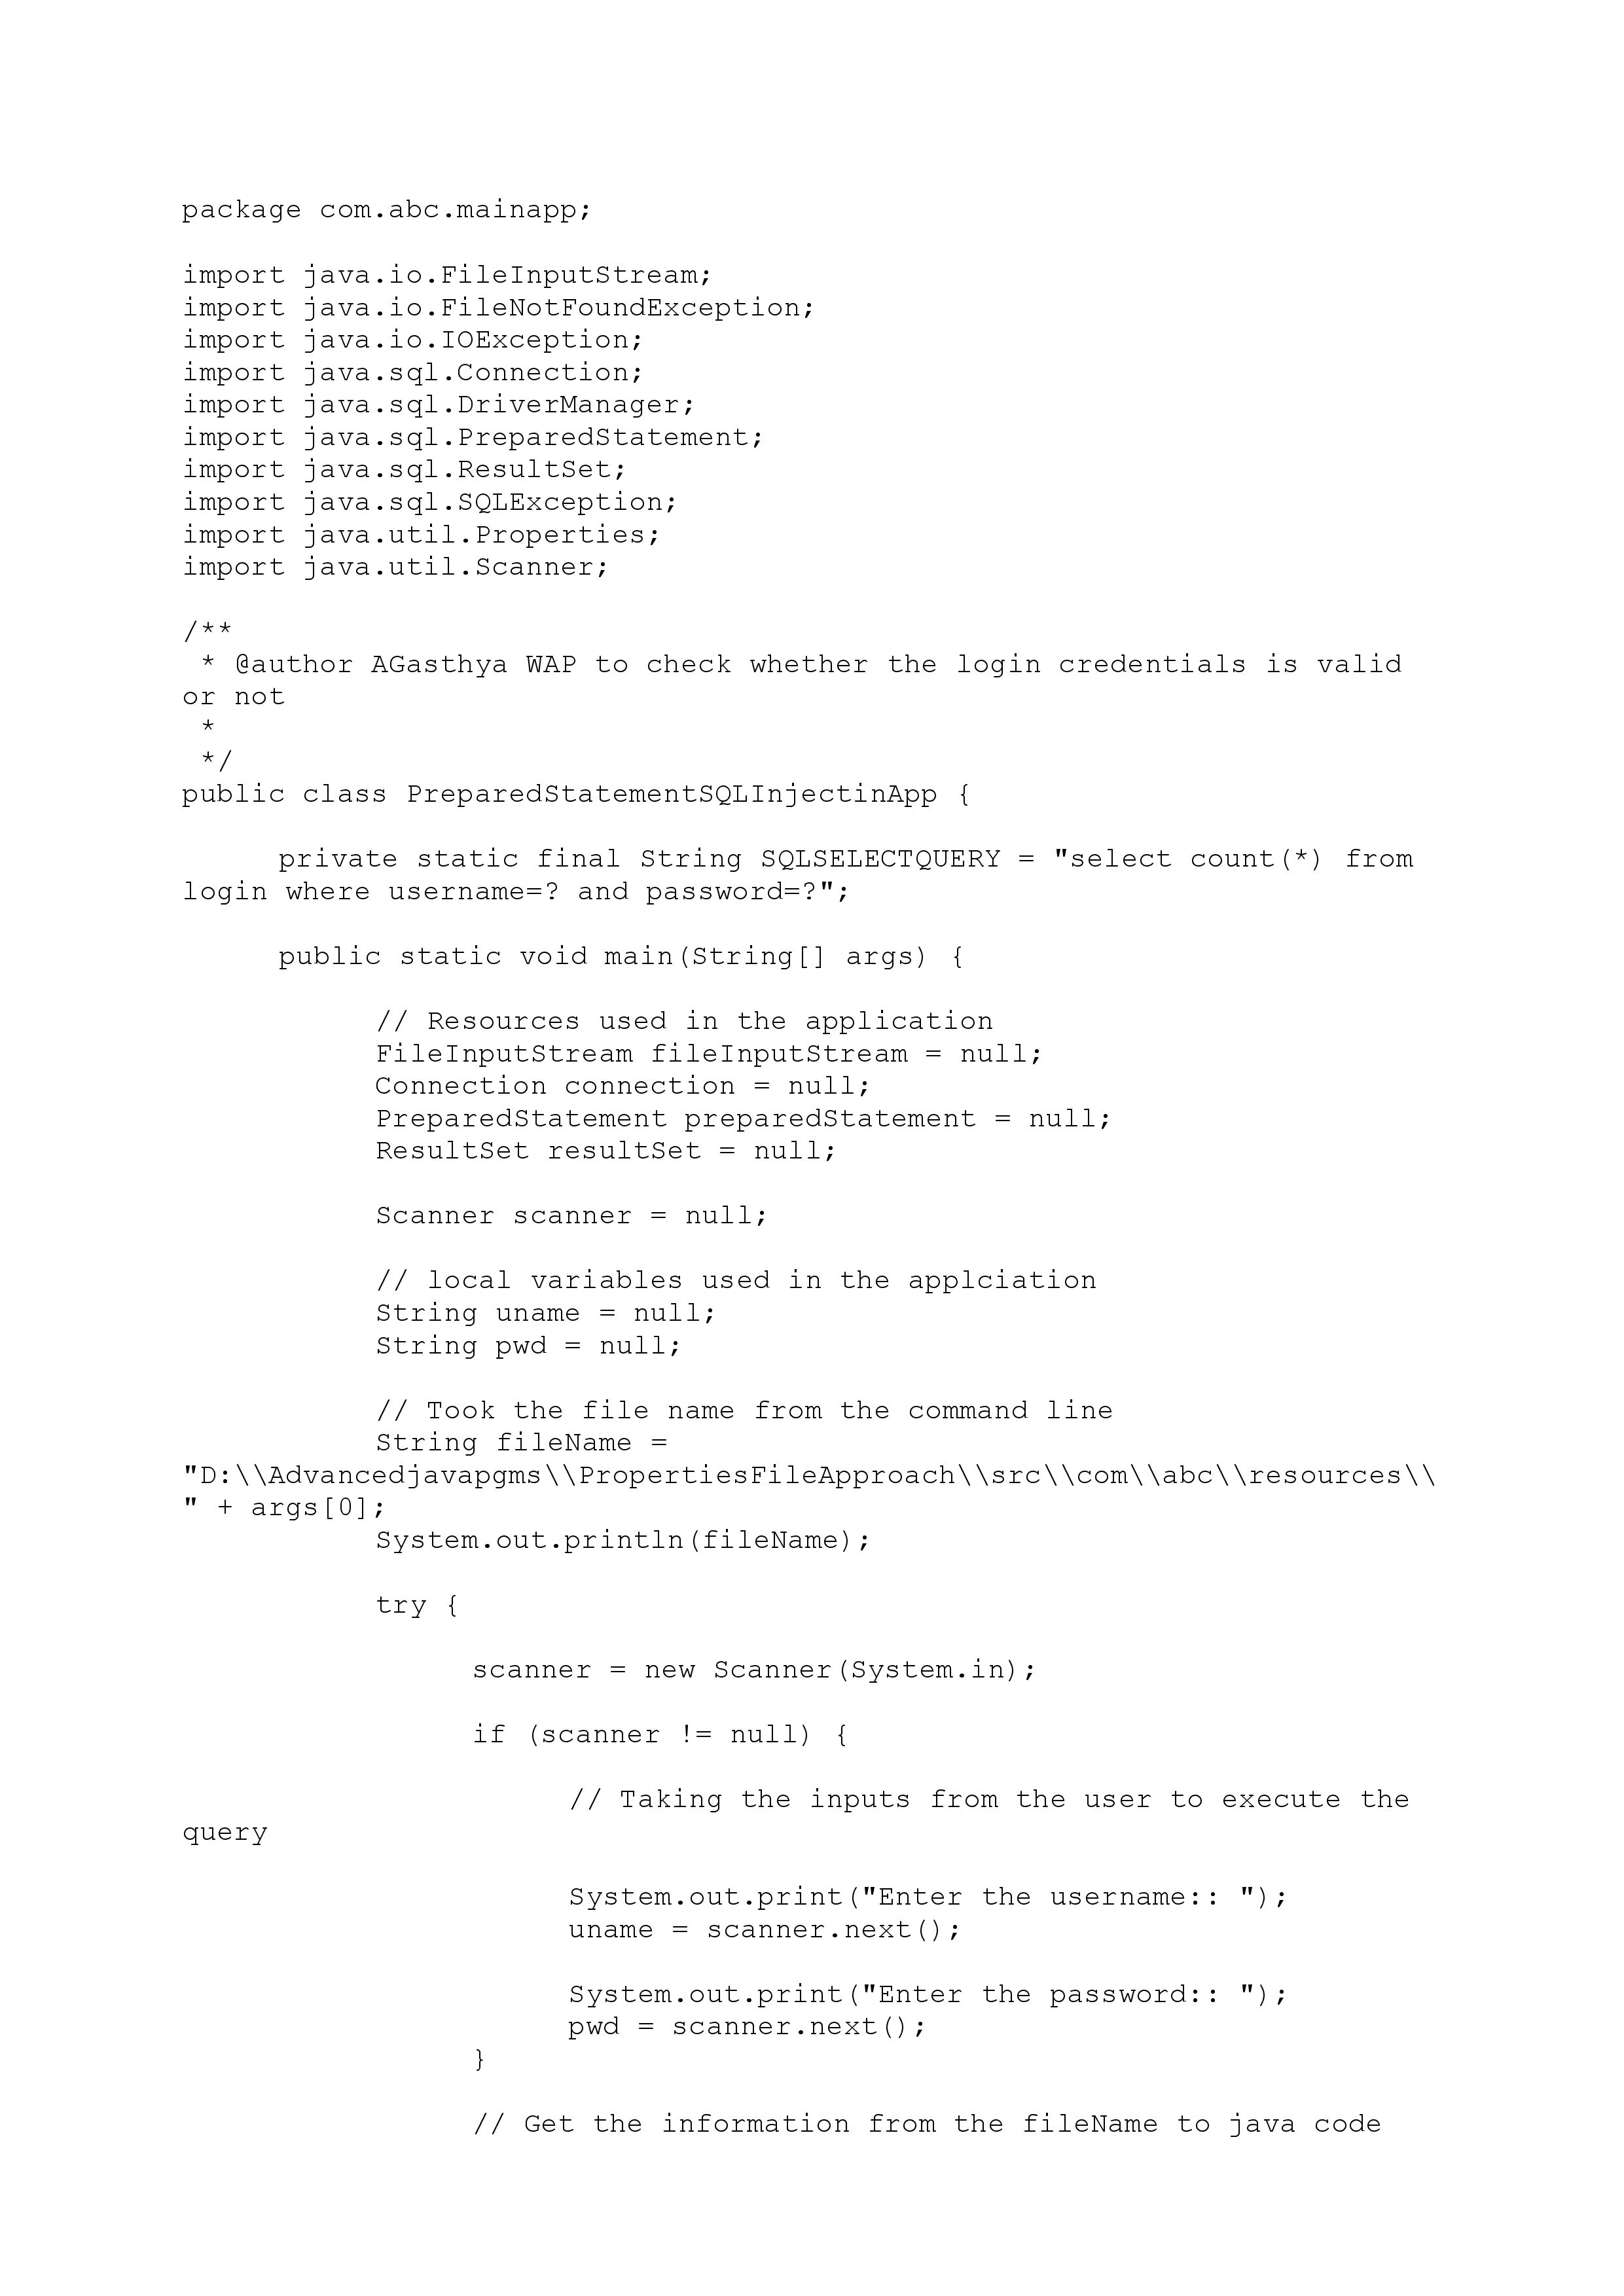 package com.abc.mainapp;

import java.io.FileInputStream;
import java.io.FileNotFoundException;
import java.io.IOException;
import java.sql.Connection;
import java.sql.DriverManager;
import java.sql.PreparedStatement;
import java.sql.ResultSet;
import java.sql.SQLException;
import java.util.Properties;
import java.util.Scanner;

/**
 * @author AGasthya WAP to check whether the login credentials is valid
or not
 *
 */
public class PreparedStatementSQLInjectinApp {

	private static final String SQLSELECTQUERY = "select count(*) from
login where username=? and password=?";

	public static void main(String[] args) {

		// Resources used in the application
		FileInputStream fileInputStream = null;
		Connection connection = null;
		PreparedStatement preparedStatement = null;
		ResultSet resultSet = null;

		Scanner scanner = null;

		// local variables used in the applciation
		String uname = null;
		String pwd = null;

		// Took the file name from the command line
		String fileName =
"D:\\Advancedjavapgms\\PropertiesFileApproach\\src\\com\\abc\\resources\\
" + args[0];
		System.out.println(fileName);

		try {

			scanner = new Scanner(System.in);

			if (scanner != null) {

				// Taking the inputs from the user to execute the
query

				System.out.print("Enter the username:: ");
				uname = scanner.next();

				System.out.print("Enter the password:: ");
				pwd = scanner.next();
			}

			// Get the information from the fileName to java code